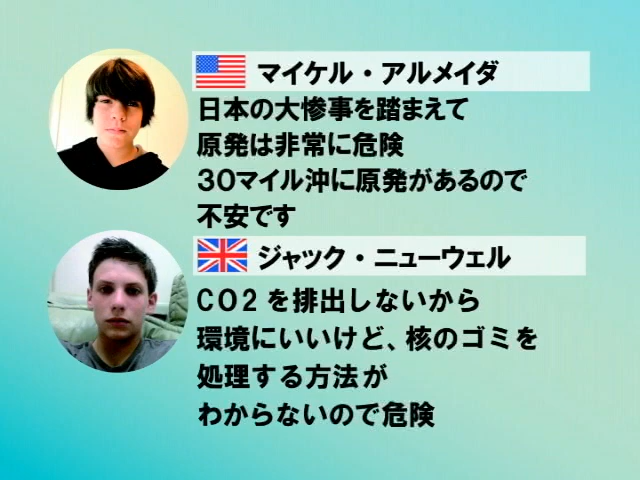 マイケル・アルメイダ
日本の大惨事を踏まえて
原発は非常に危険
30マイル沖に原発があるので
不安です
ジャック・ニューウェル
CO2を排出しないから
環境にいいけど、核のゴミを
処理する方法が
わからないので危険